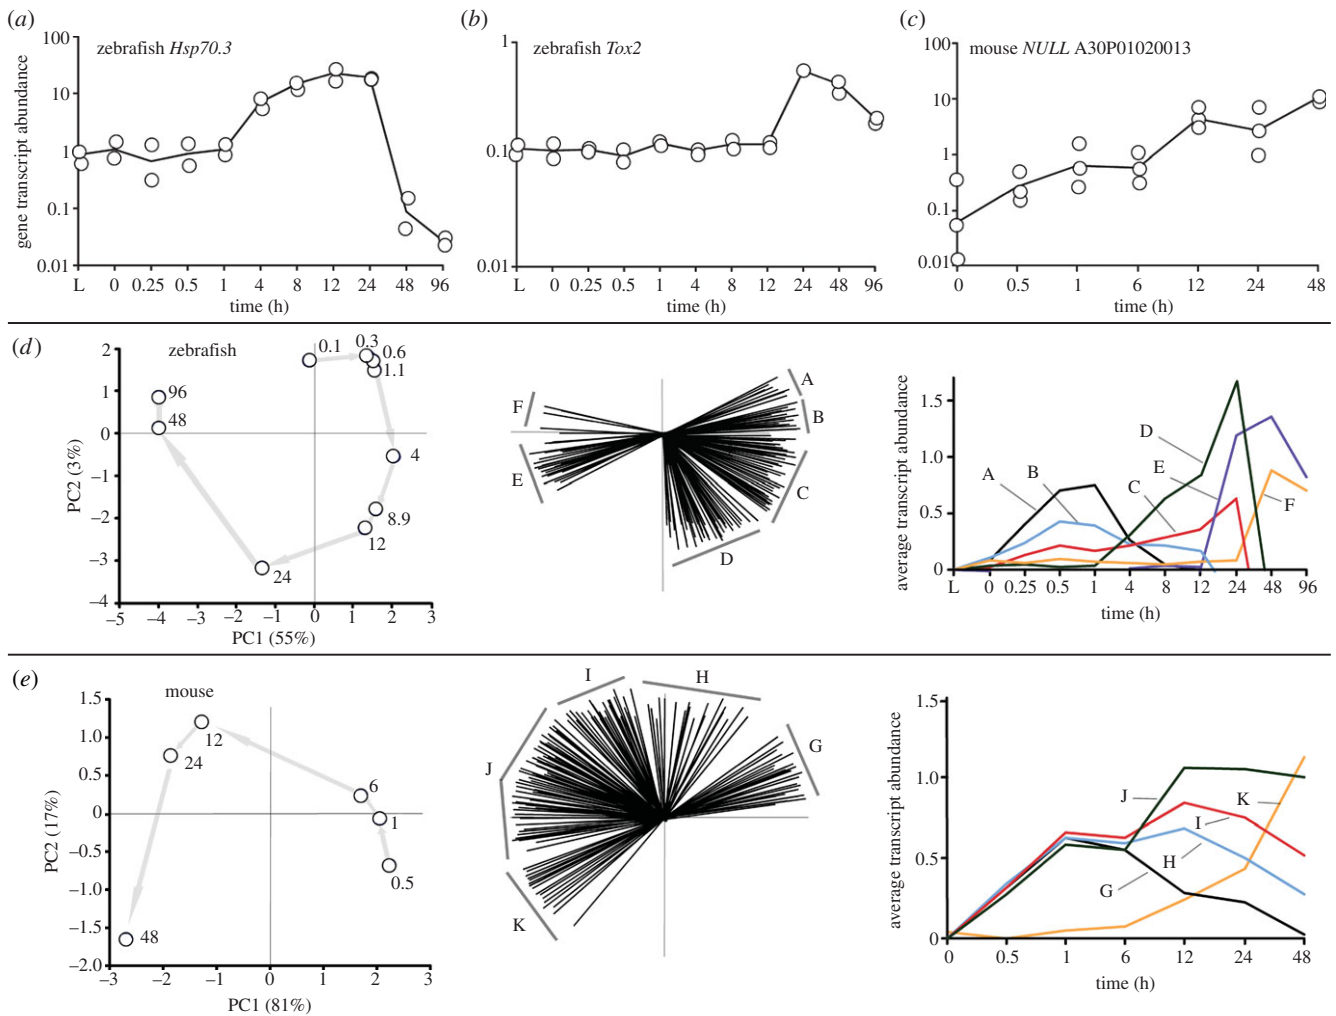 (a)
zebrafish Hsp70.3
gene transcript abundance
100
10
1
0.1
0.01
L 0 0.25 0.5 1 4 8 12 24 48 96
time (h)
(b)
zebrafish Tox2
1
0.1
0.01
L 0 0.25 0.5 1 4 8 12 24 48 96
time (h)
(c)
mouse NULL A30P01020013
100
10
1
0.1
0.01
0 0.5 1 6 12 24 48
time (h)
(d)
zebrafish
PC2 (3%)
2
1
0
–1
–2
–3
–4
0.1
0.3
0.6
1.1
4
8.9
12
24
48
96
–5 –4 –3 –2 –1 0 1 2 3
PC1 (55%)
A
B
C
D
E
F
average transcript abundance
1.5
1.0
0.5
0
A
B
C
D
E
F
L 0 0.25 0.5 1 4 8 12 24 48 96
time (h)
(e)
mouse
PC2 (17%)
1.5
1.0
0.5
0
–0.5
–1.0
–1.5
–2.0
12
24
6
1
0.5
48
–3 –2 –1 0 1 2 3
PC1 (81%)
G
H
I
J
K
average transcript abundance
1.5
1.0
0.5
0
J
K
I
H
G
0 0.5 1 6 12 24 48
time (h)